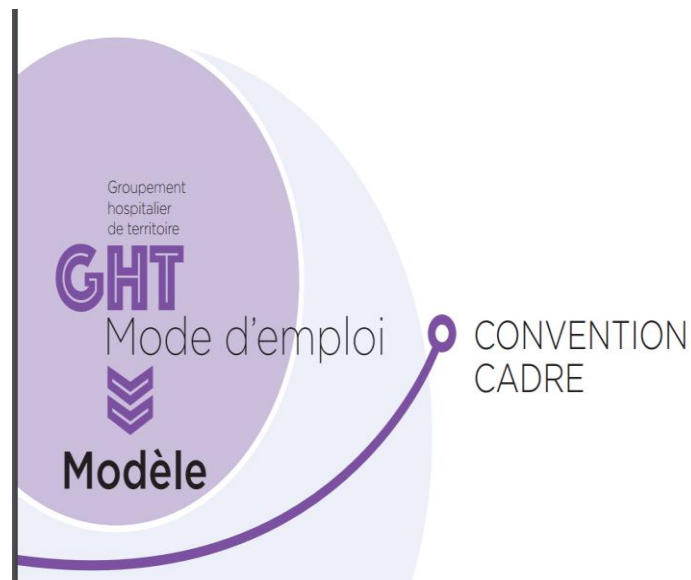 Groupement
hospitalier
de territoire
GHT
Mode d'emploi
Modèle
CONVENTION
CADRE